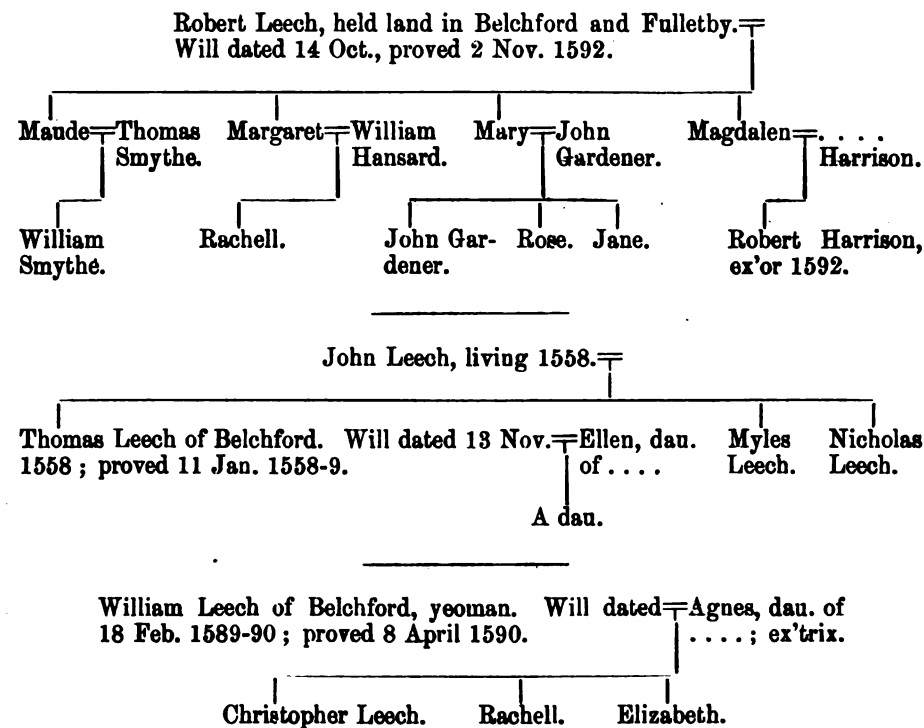 Robert Leech, held land in Belchford and Fulletby.
Will dated 14 Oct., proved 2 Nov. 1592.
Maude=Thomas Smythe.
Margaret=William Hansard.
Mary=John Gardener.
Magdalen=. . . . Harrison.
William Smythe.
Rachell.
John Gar-
dener.
Rose.
Jane.
Robert Harrison,
ex'or 1592.
John Leech, living 1558.=
Thomas Leech of Belchford. Will dated 13 Nov.=Ellen, dau.
1558 ; proved 11 Jan. 1558-9. of . . . .
Myles
Leech.
Nicholas
Leech.
A dau.
William Leech of Belchford, yeoman. Will dated=Agnes, dau. of
18 Feb. 1589-90 ; proved 8 April 1590. . . . . ; ex'trix.
Christopher Leech. Rachell. Elizabeth.